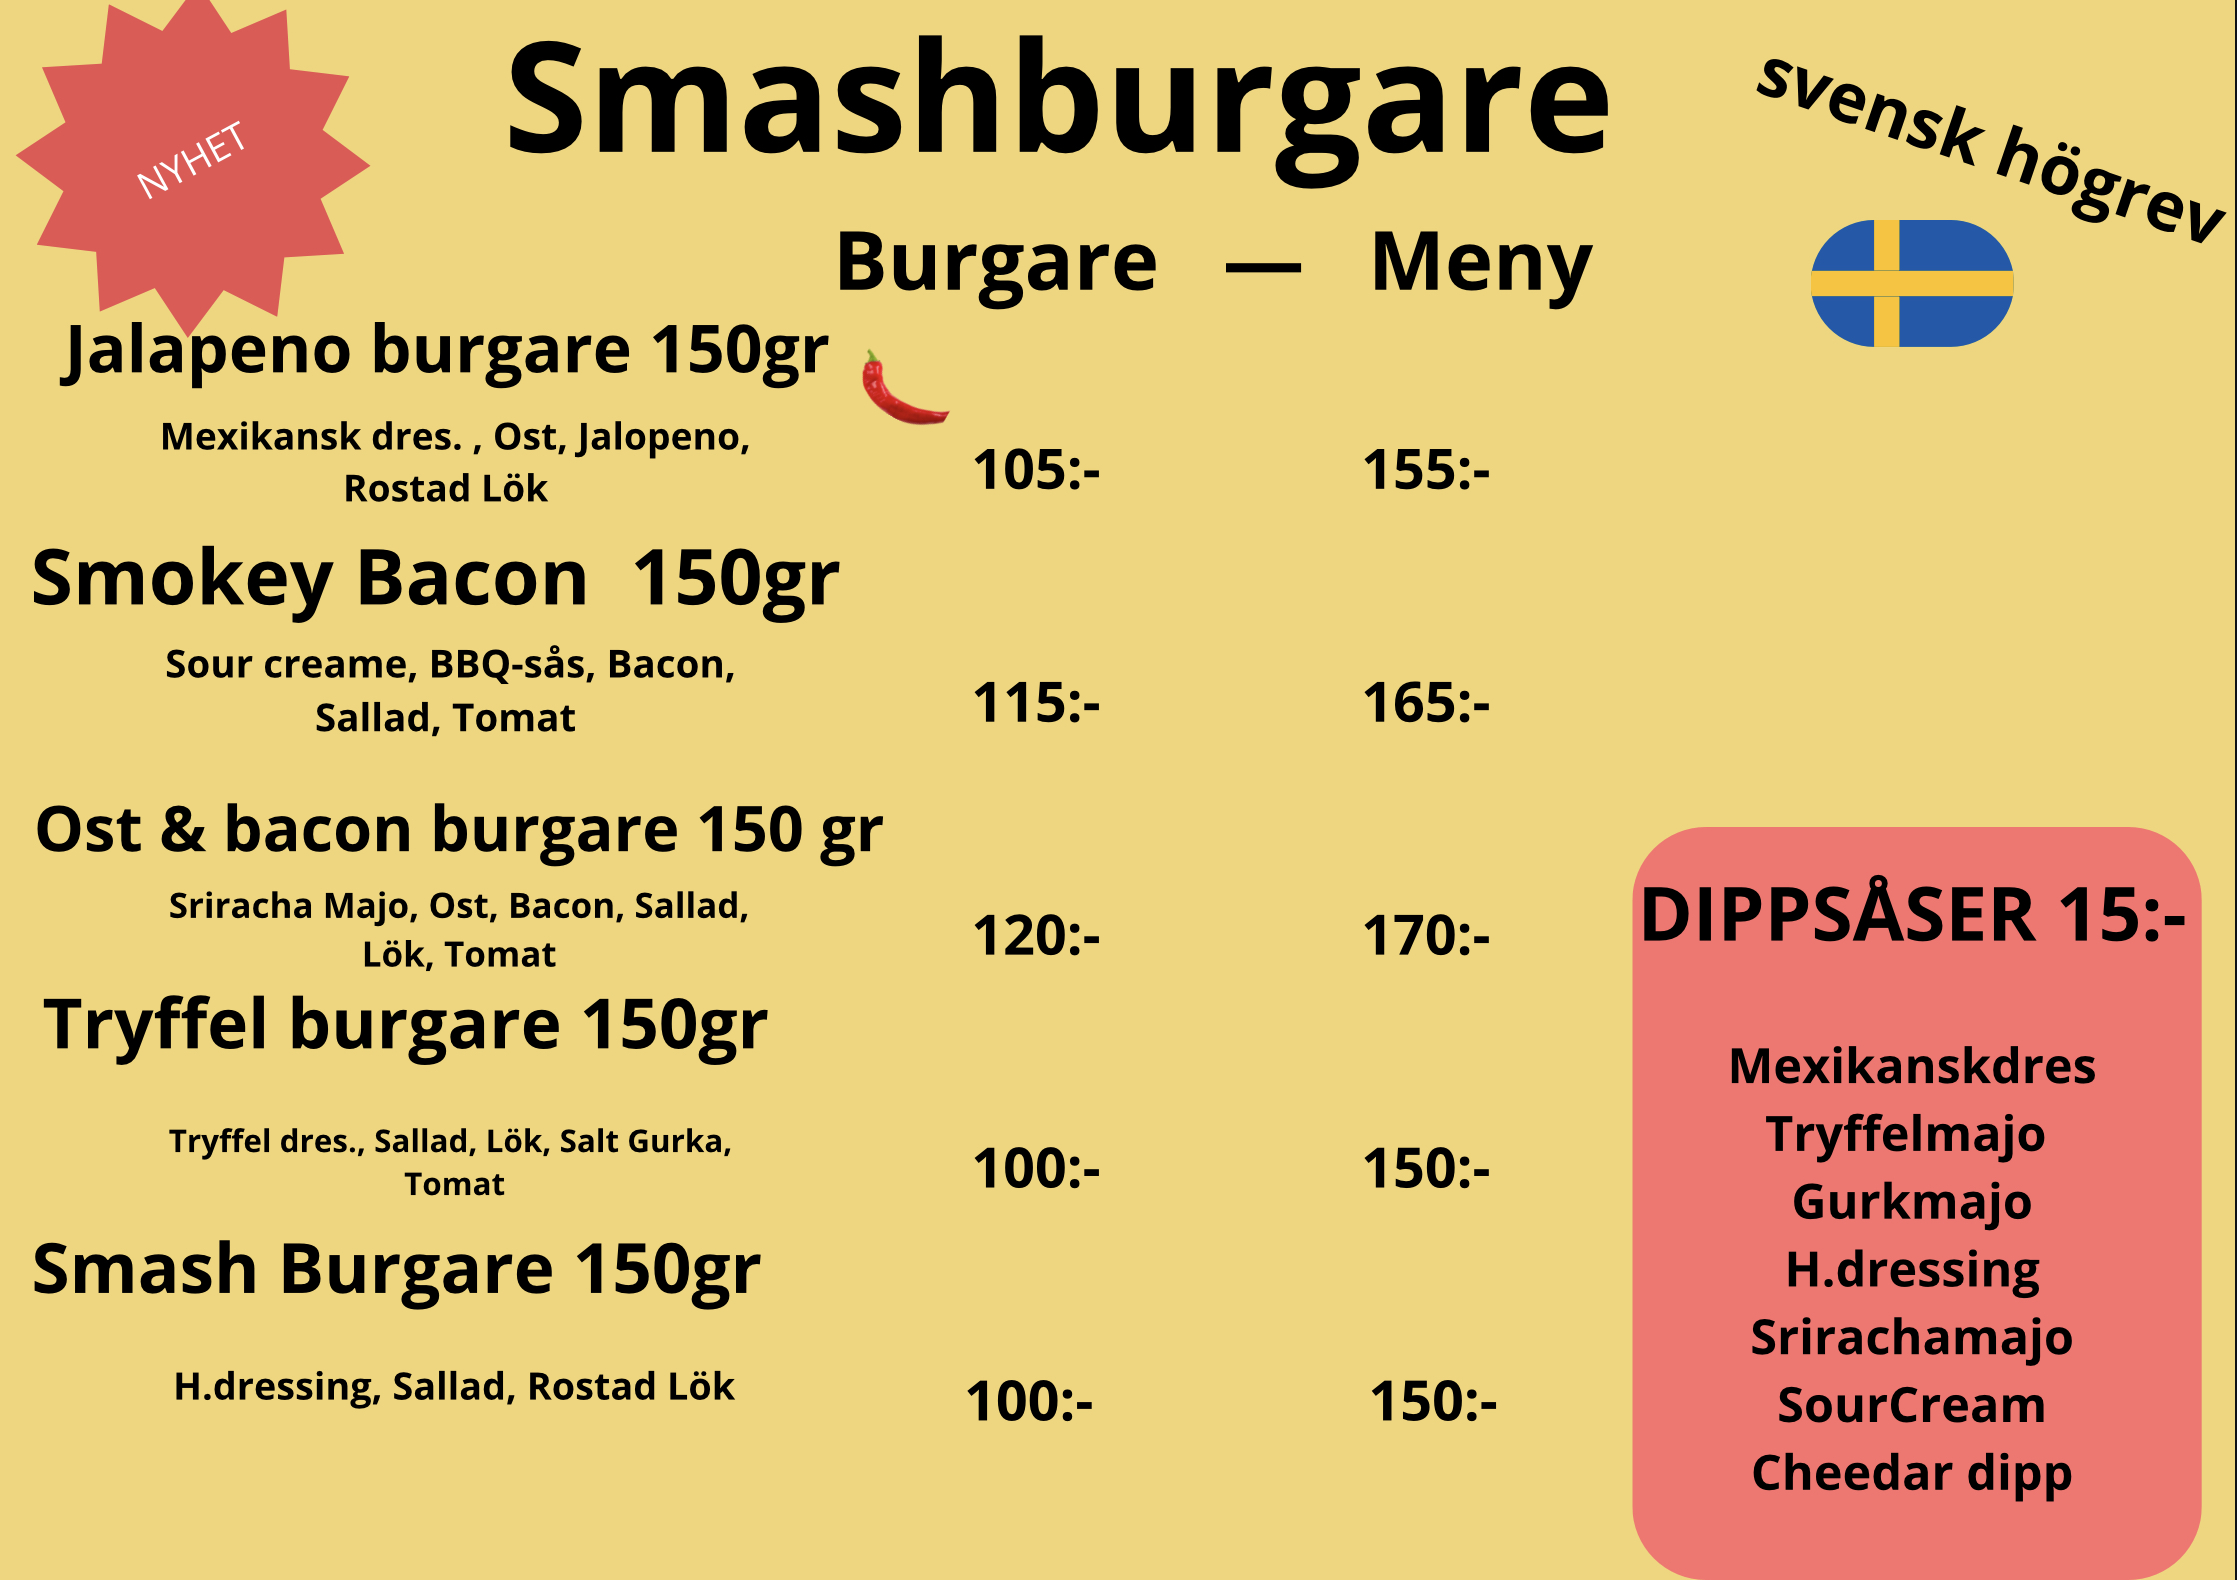 NYHET
Smashburgare
svensk högrev
Burgare — Meny
Jalapeno burgare 150gr
Mexikansk dres. , Ost, Jalopeno,
Rostad Lök
105:- 155:-
Smokey Bacon 150gr
Sour creame, BBQ-sås, Bacon,
Sallad, Tomat
115:- 165:-
Ost & bacon burgare 150 gr
Sriracha Majo, Ost, Bacon, Sallad,
Lök, Tomat
120:- 170:-
Tryffel burgare 150gr
Tryffel dres., Sallad, Lök, Salt Gurka,
Tomat
100:- 150:-
Smash Burgare 150gr
H.dressing, Sallad, Rostad Lök
100:- 150:-
DIPPSÅSER 15:-
Mexikanskdres
Tryffelmajo
Gurkmajo
H.dressing
Srirachamajo
SourCream
Cheedar dipp